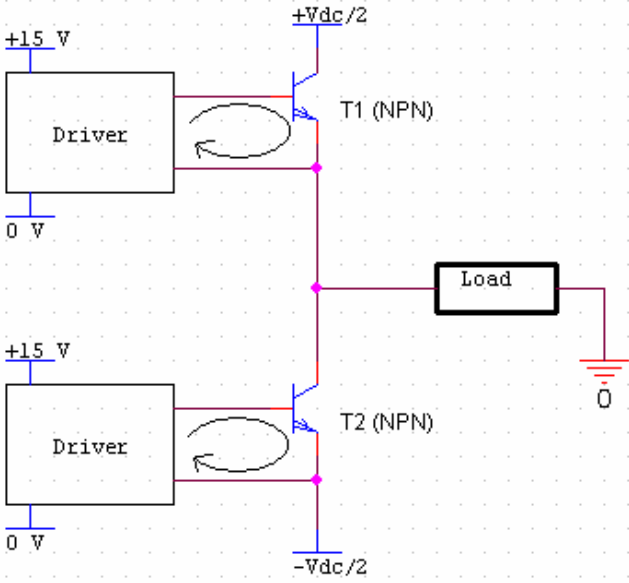 +Vdc/2
+15 V
T1 (NPN)
Driver
0 V
Load
+15 V
0
T2 (NPN)
Driver
0 V
-Vdc/2